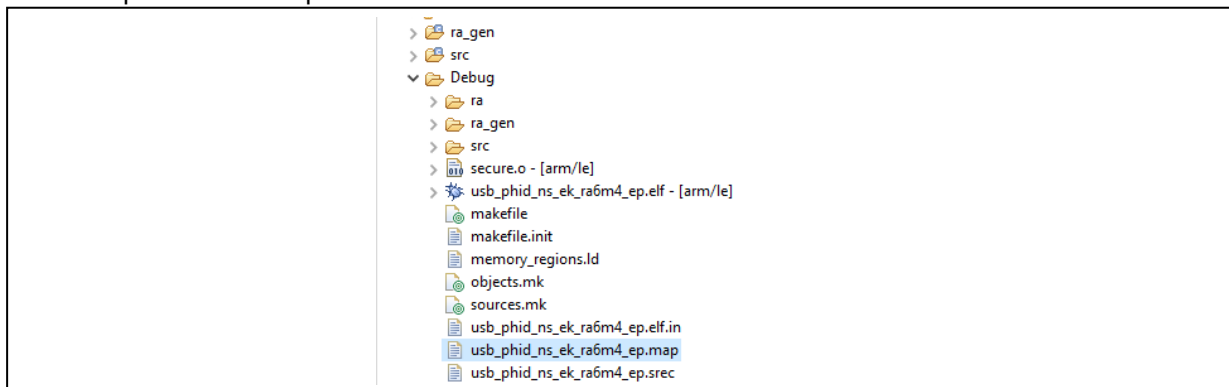 ra_gen
src
Debug
ra
ra_gen
src
secure.o - [arm/le]
usb_phid_ns_ek_ra6m4_ep.elf - [arm/le]
makefile
makefile.init
memory_regions.ld
objects.mk
sources.mk
usb_phid_ns_ek_ra6m4_ep.elf.in
usb_phid_ns_ek_ra6m4_ep.map
usb_phid_ns_ek_ra6m4_ep.srec